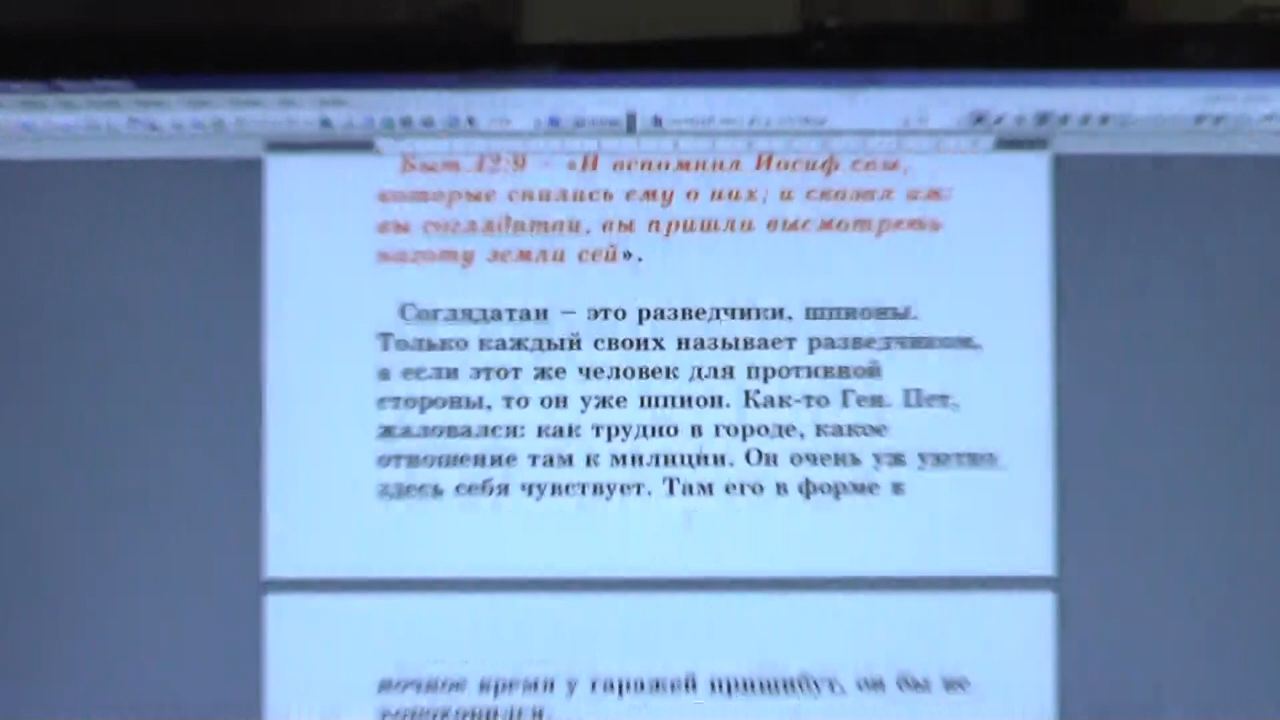 Быт.42:9 - «И вспомнил Иосиф сны,
которые снились ему о них; и сказал им:
вы соглядатаи, вы пришли высмотреть
наготу земли сей».
Соглядатаи – это разведчики, шпионы.
Только каждый своих называет разведчиком,
а если этот же человек для противной
стороны, то он уже шпион. Как-то Ген. Пет.
жаловался: как трудно в городе, какое
отношение там к милиции. Он очень уж уютно
здесь себя чувствует. Там его в форме в
ночное время у гаражей пришибут, он бы не